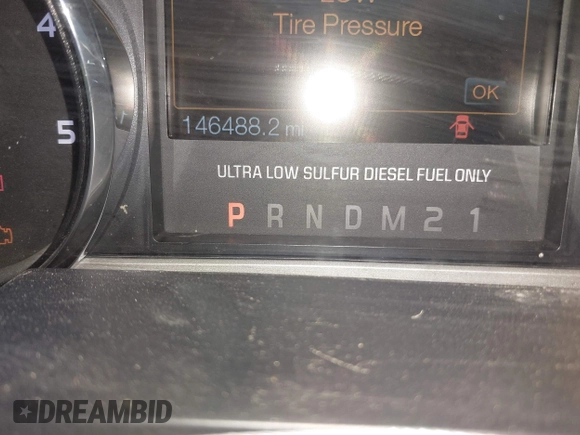 4
Tire Pressure
OK
5
146488.2 mi
ULTRA LOW SULFUR DIESEL FUEL ONLY
P R N D M 2 1
DREAMBID